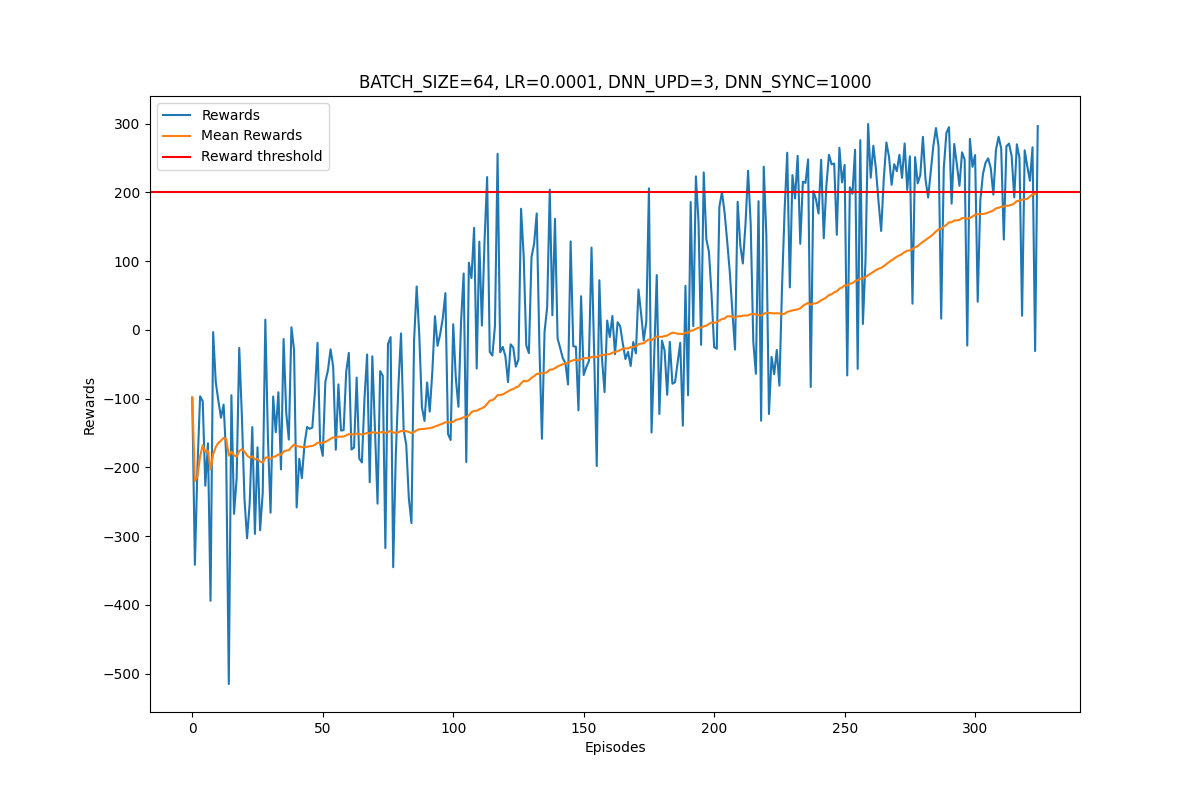 BATCH_SIZE=64, LR=0.0001, DNN_UPD=3, DNN_SYNC=1000
Rewards
Mean Rewards
Reward threshold
300
200
100
0
−100
−200
−300
−400
−500
Rewards
0 50 100 150 200 250 300
Episodes